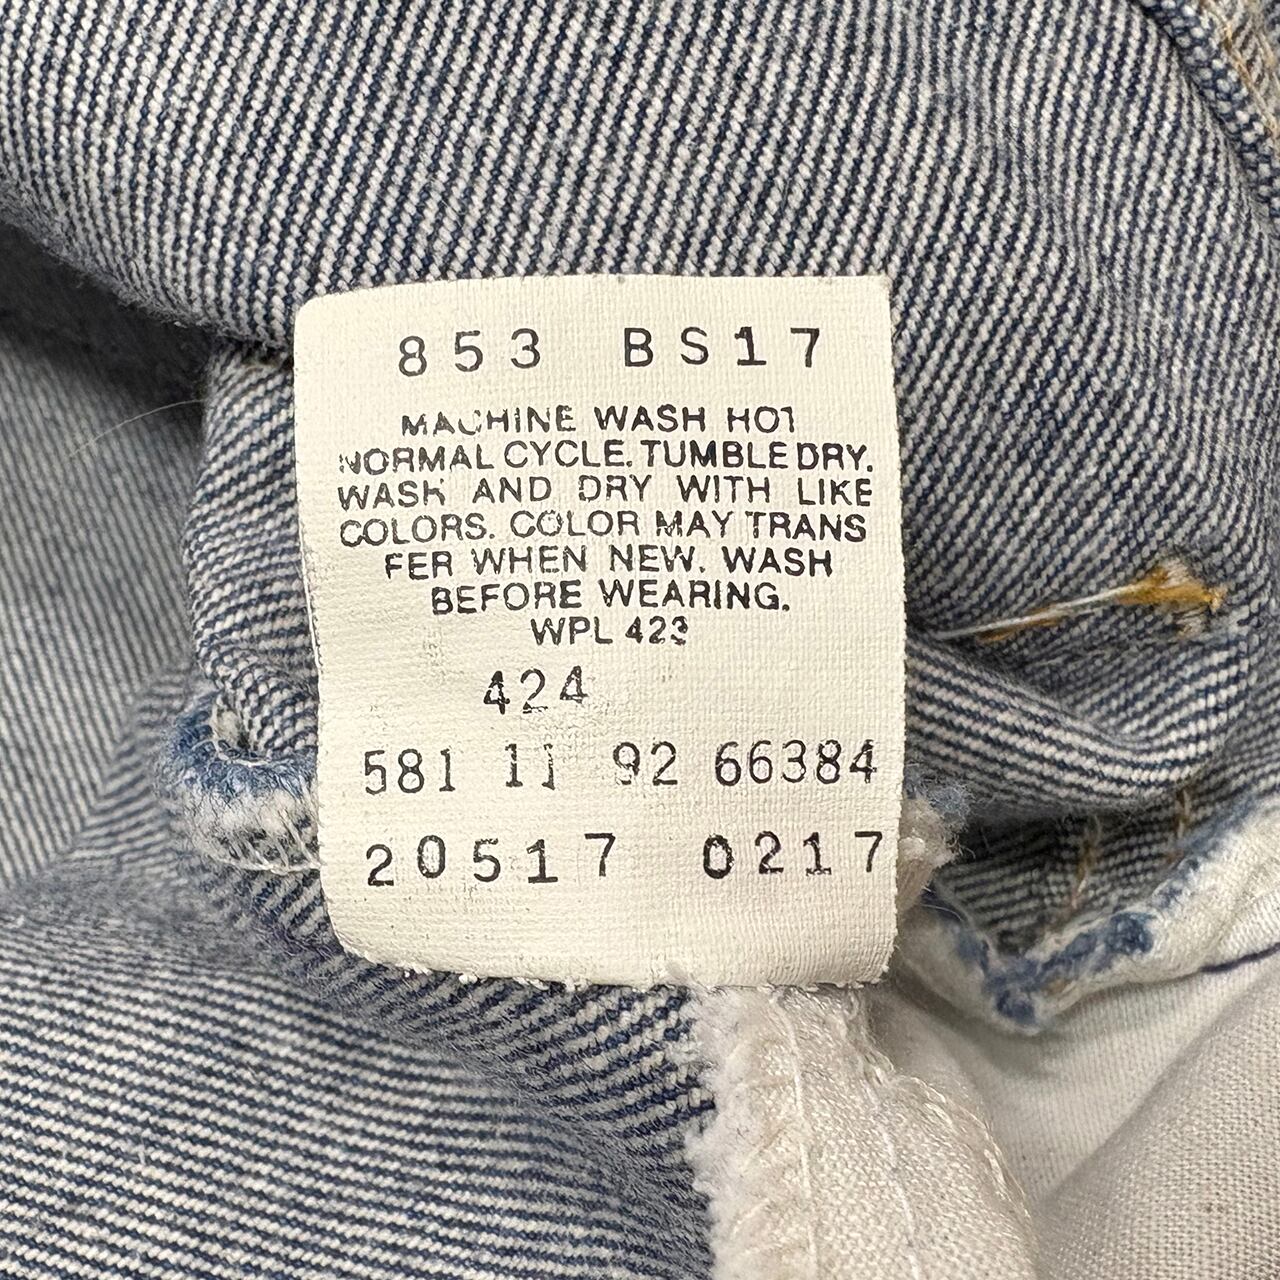 853 BS17
MACHINE WASH HOT
NORMAL CYCLE. TUMBLE DRY.
WASH AND DRY WITH LIKE
COLORS. COLOR MAY TRANS
FER WHEN NEW. WASH
BEFORE WEARING.
WPL 423
424
581 11 92 66384
20517 0217